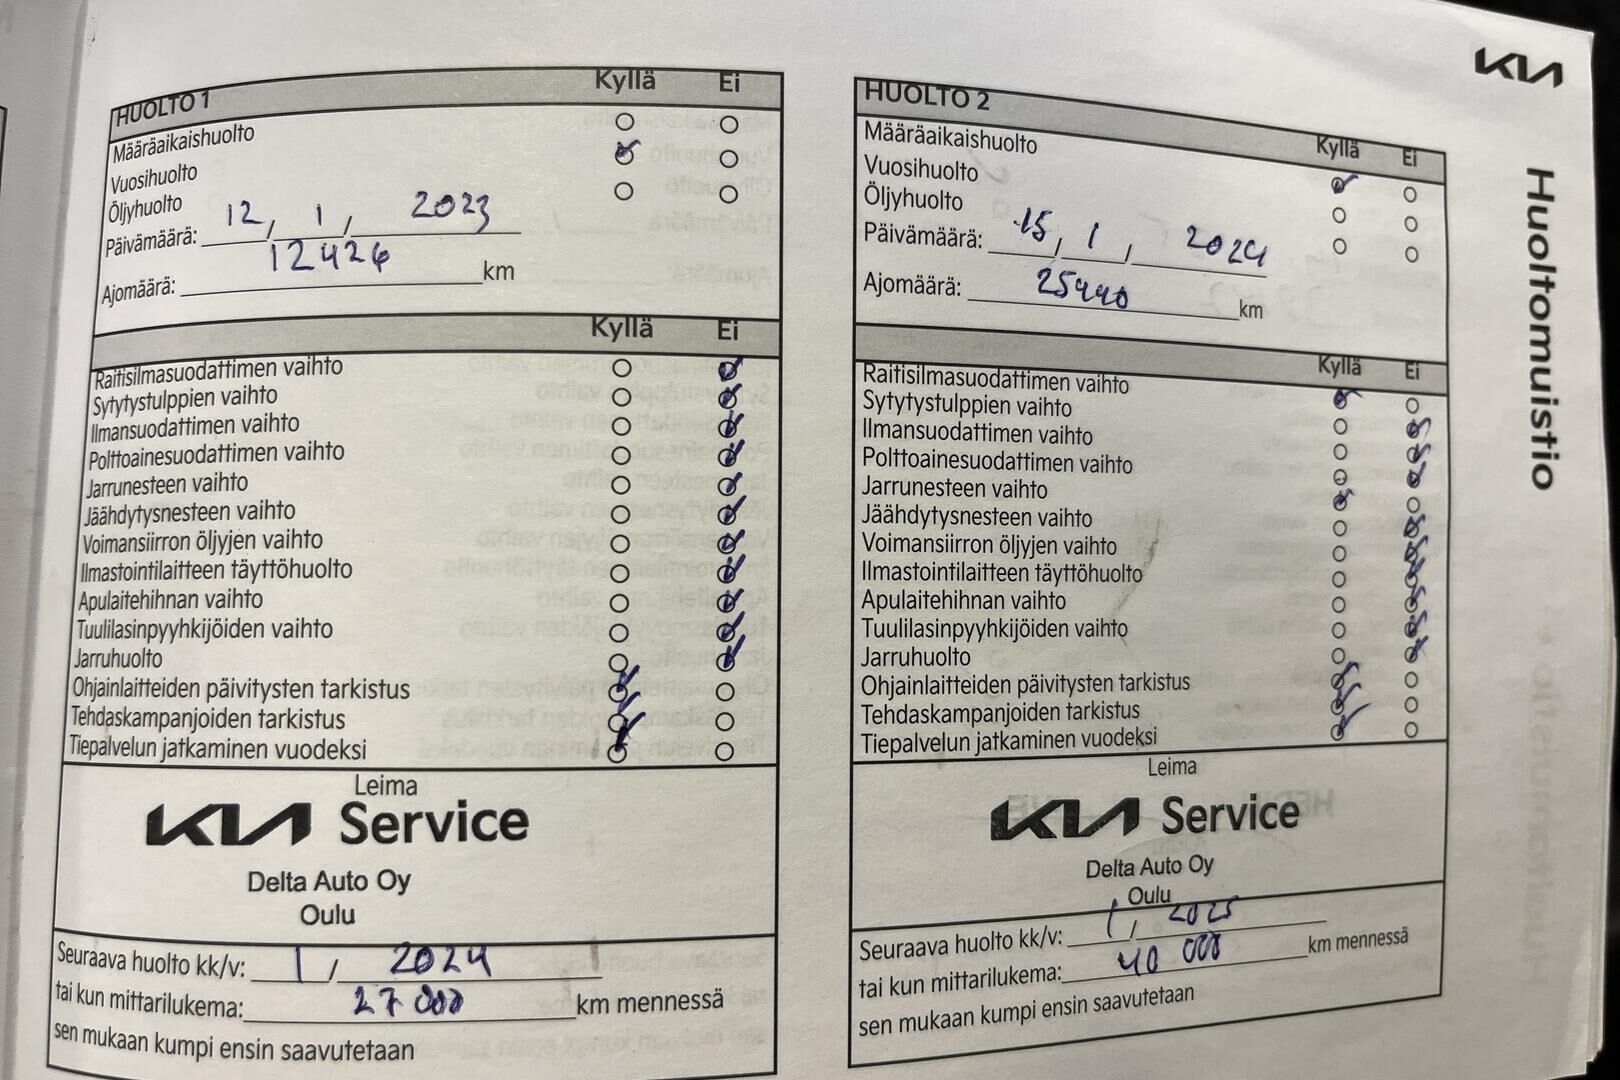 KIA
Huoltomuistio
HUOLTO 1 Kyllä Ei
Määräaikaishuolto
Vuosihuolto
Öljyhuolto
Päivämäärä: 12, 1, 2023
Ajomäärä: 12426 km
Kyllä Ei
Raitisilmasuodattimen vaihto
Sytytystulppien vaihto
Ilmansuodattimen vaihto
Polttoainesuodattimen vaihto
Jarrunesteen vaihto
Jäähdytysnesteen vaihto
Voimansiirron öljyjen vaihto
Ilmastointilaitteen täyttöhuolto
Apulaitehihnan vaihto
Tuulilasinpyyhkijöiden vaihto
Jarruhuolto
Ohjainlaitteiden päivitysten tarkistus
Tehdaskampanjoiden tarkistus
Tiepalvelun jatkaminen vuodeksi
Leima
KIA Service
Delta Auto Oy
Oulu
Seuraava huolto kk/v: 1 / 2024
tai kun mittarilukema: 27 000 km mennessä
sen mukaan kumpi ensin saavutetaan
HUOLTO 2
Kyllä Ei
Määräaikaishuolto
Vuosihuolto
Öljyhuolto
Päivämäärä: 15, 1, 2024
Ajomäärä: 25440 km
Kyllä Ei
Raitisilmasuodattimen vaihto
Sytytystulppien vaihto
Ilmansuodattimen vaihto
Polttoainesuodattimen vaihto
Jarrunesteen vaihto
Jäähdytysnesteen vaihto
Voimansiirron öljyjen vaihto
Ilmastointilaitteen täyttöhuolto
Apulaitehihnan vaihto
Tuulilasinpyyhkijöiden vaihto
Jarruhuolto
Ohjainlaitteiden päivitysten tarkistus
Tehdaskampanjoiden tarkistus
Tiepalvelun jatkaminen vuodeksi
Leima
KIA Service
Delta Auto Oy
Oulu
Seuraava huolto kk/v: 1 / 2025
tai kun mittarilukema: 40 000 km mennessä
sen mukaan kumpi ensin saavutetaan